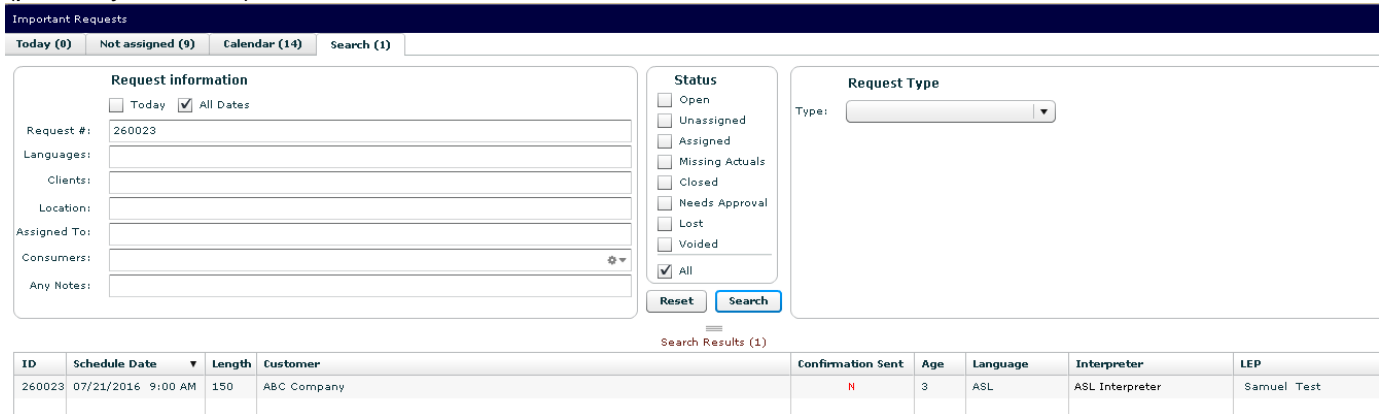 Important Requests
Today (0) Not assigned (9) Calendar (14) Search (1)
Request information
Today All Dates
Request #: 260023
Languages:
Clients:
Location:
Assigned To:
Consumers:
Any Notes:
Status
Open
Unassigned
Assigned
Missing Actuals
Closed
Needs Approval
Lost
Voided
All
Reset Search
Request Type
Type:
Search Results (1)
ID Schedule Date Length Customer Confirmation Sent Age Language Interpreter LEP
260023 07/21/2016 9:00 AM 150 ABC Company N 3 ASL ASL Interpreter Samuel Test